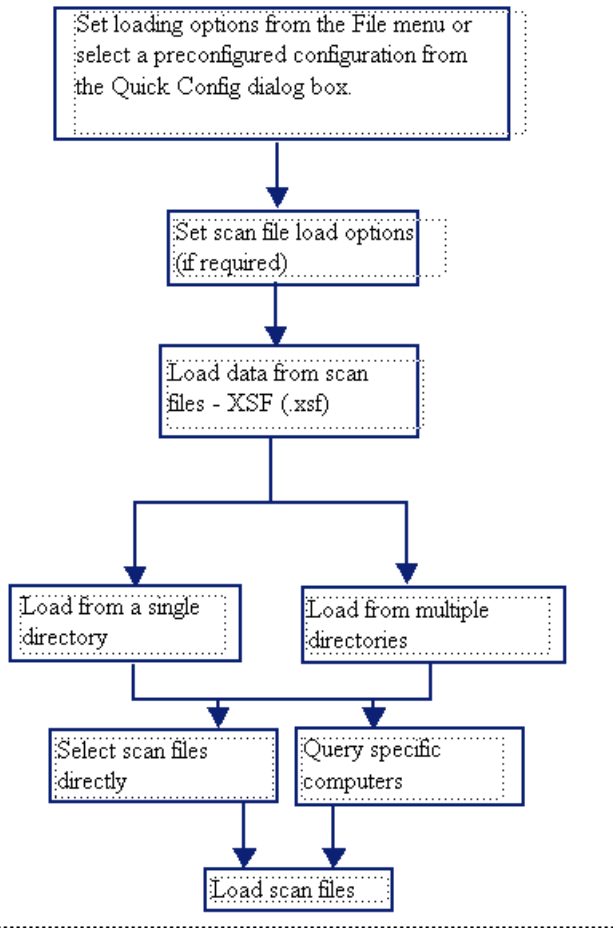 Set loading options from the File menu or
select a preconfigured configuration from
the Quick Config dialog box.
Set scan file load options
(if required)
Load data from scan
files - XSF (.xsf)
Load from a single
directory
Load from multiple
directories
Select scan files
directly
Query specific
computers
Load scan files